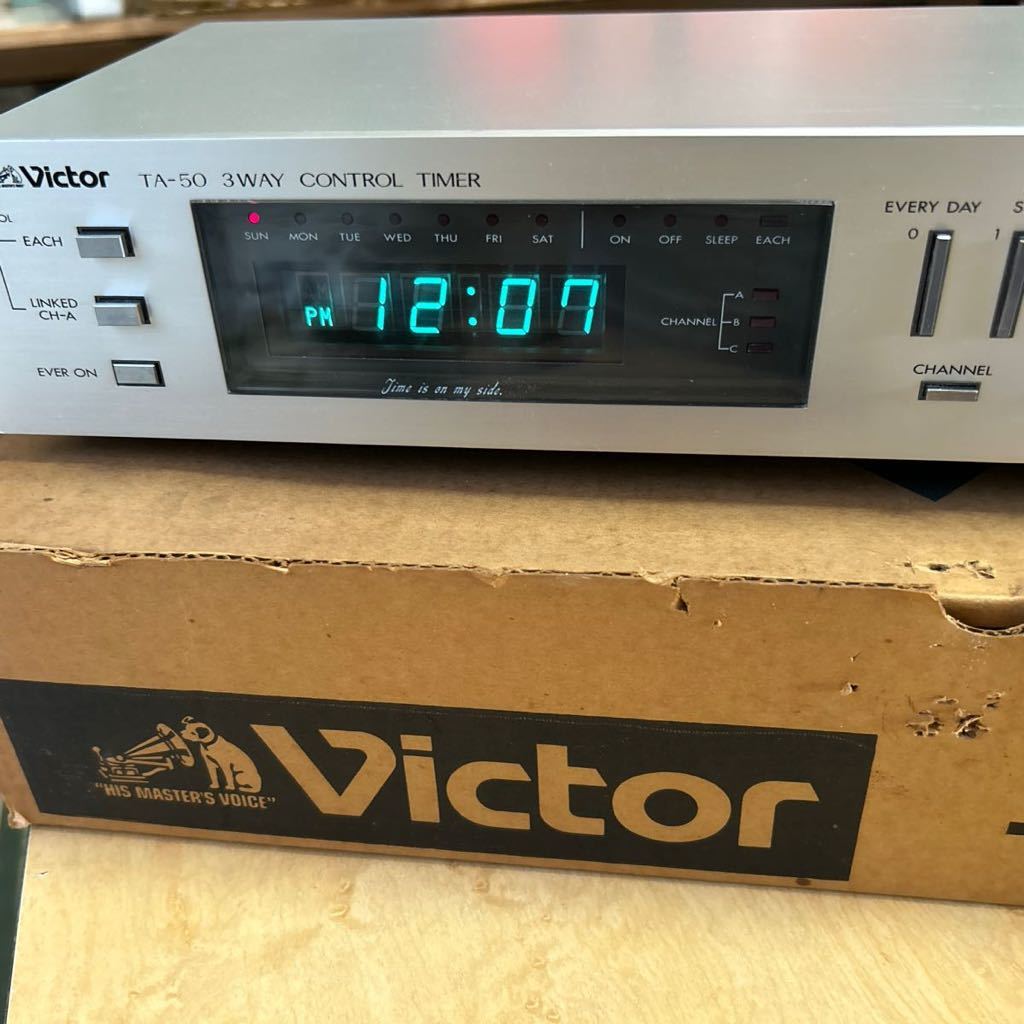 Victor TA-50 3WAY CONTROL TIMER
EACH
LINKED
CH-A
EVER ON
SUN MON TUE WED THU FRI SAT ON OFF SLEEP EACH
PM 12:07
CHANNEL
A
B
C
Time is on my side.
EVERY DAY
0 1
CHANNEL
"HIS MASTER'S VOICE"
Victor